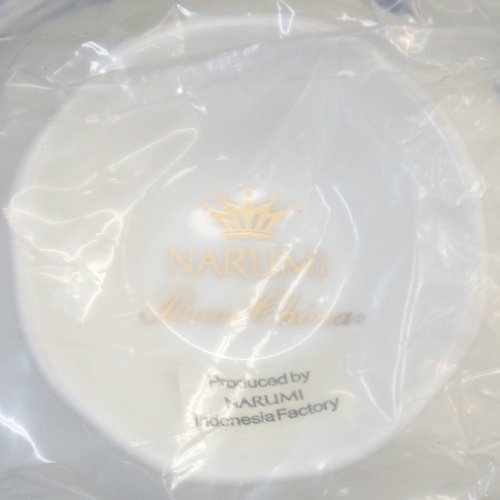 NARUMI
Bone China®
Produced by
NARUMI
Indonesia Factory